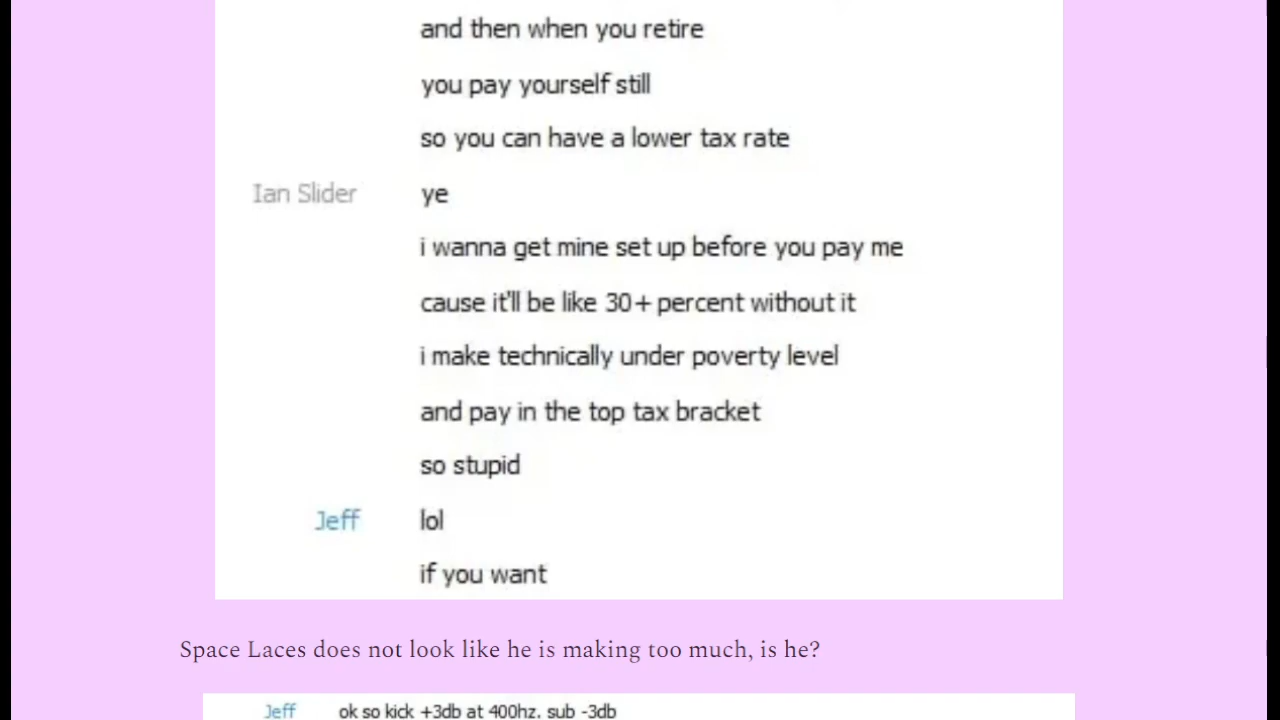 and then when you retire
you pay yourself still
so you can have a lower tax rate
Ian Slider ye
i wanna get mine set up before you pay me
cause it'll be like 30+ percent without it
i make technically under poverty level
and pay in the top tax bracket
so stupid
Jeff lol
if you want
Space Laces does not look like he is making too much, is he?
Jeff ok so kick +3db at 400hz. sub -3db